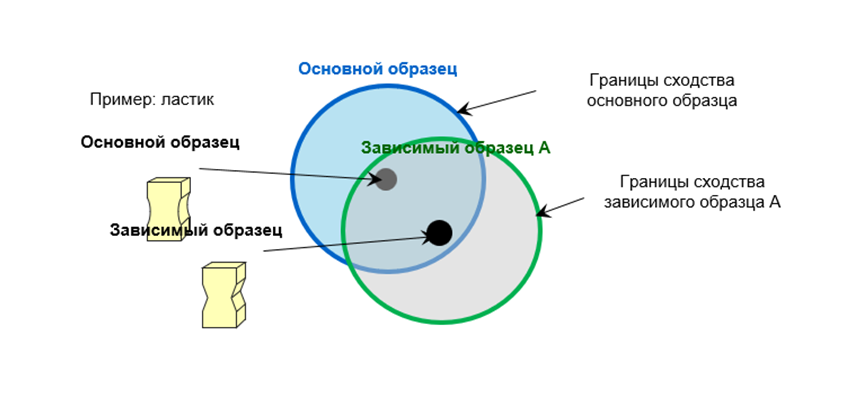 Основной образец
Границы сходства
основного образца
Пример: ластик
Основной образец
Зависимый образец А
Границы сходства
зависимого образца А
Зависимый образец